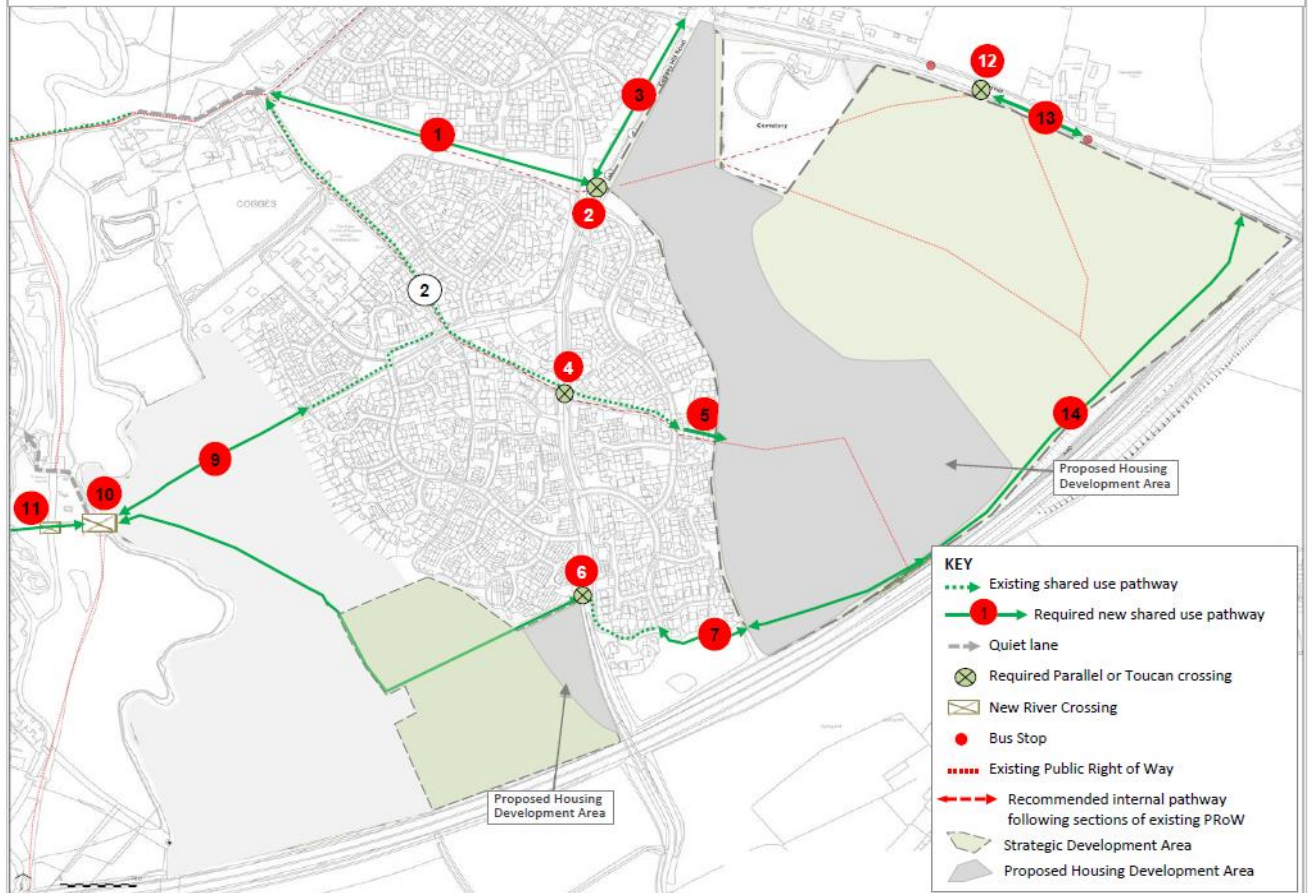 12
3
13
1
Cemetery
2
COGGES
2
4
5
14
9
Proposed Housing
Development Area
10
11
6
7
Proposed Housing
Development Area
KEY
Existing shared use pathway
1 Required new shared use pathway
Quiet lane
Required Parallel or Toucan crossing
New River Crossing
Bus Stop
Existing Public Right of Way
Recommended internal pathway
following sections of existing PRoW
Strategic Development Area
Proposed Housing Development Area